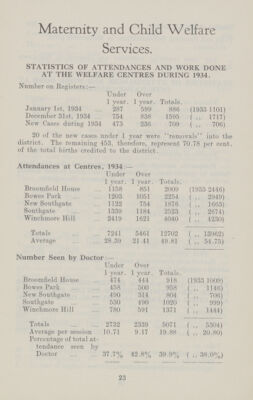 Maternity and Child Welfare
Services.
STATISTICS OF ATTENDANCES AND WORK DONE
AT THE WELFARE CENTRES DURING 1934.
Number on Registers:—
Under Over
1 year. 1 year. Totals.
January 1st, 1934 ... 287 599 886 (1933 1101)
December 31st, 1934 754 838 1595 ( ,, 1717)
New Cases during 1934 473 236 709 ( ,, 706)
20 of the new cases under 1 year were "removals" into the
district. The remaining 453, therefore, represent 70.78 per cent.
of the total births credited to the district.
Attendances at Centres, 1934:—
Under Over
1 year. 1 year. Totals.
Broomfield House ... 1158 851 2009 (1933 2446)
Bowes Park ... 1203 1051 2254 ( ,, 2949)
New Southgate ... 1122 754 1876 ( ,, 1663)
Southgate ... 1339 1184 2523 ( ,, 2674)
Winchmore Hill ... 2419 1621 4040 ( ,, 4230)
Totals ... 7241 5461 12702 ( ,, 13962)
Average ... 28.39 21.41 49.81 ( ,, 54.75)
Number Seen by Doctor:—
Under Over
1 year. 1 year. Totals.
Broomfield House ... 474 444 918 (1933 1009)
Bowes Park ... 458 500 958 ( ,, 1146)
New Southgate ... 490 314 804 ( ,, 706)
Southgate ... 530 490 1020 ( ,, 999)
Winchmore Hill ... 780 591 1371 ( ,, 1444)
Totals ... 2732 2339 5071 ( ,, 5304)
Average per session 10.71 9.17 19.88 ( ,, 20.80)
Percentage of total at-
tendance seen by
Doctor ... 37.7% 42.8% 39.9% ( ,, 38.0%)
23